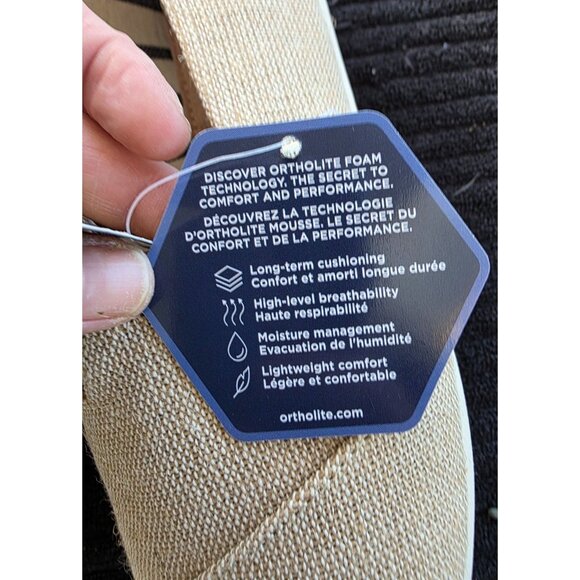 DISCOVER ORTHOLITE FOAM
TECHNOLOGY. THE SECRET TO
COMFORT AND PERFORMANCE.
DÉCOUVREZ LA TECHNOLOGIE
D'ORTHOLITE MOUSSE. LE SECRET DU
CONFORT ET DE LA PERFORMANCE.
Long-term cushioning
Confort et amorti longue durée
High-level breathability
Haute respirabilité
Moisture management
Evacuation de l'humidité
Lightweight comfort
Légère et confortable
ortholite.com